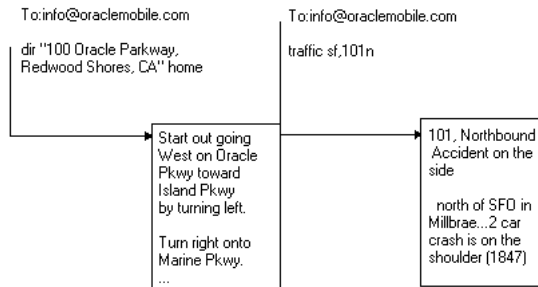 To:info@oraclemobile.com
dir "100 Oracle Parkway,
Redwood Shores, CA" home
Start out going
West on Oracle
Pkwy toward
Island Pkwy
by turning left.
Turn right onto
Marine Pkwy.
...
To:info@oraclemobile.com
traffic sf,101n
101, Northbound
Accident on the
side
north of SFO in
Millbrae...2 car
crash is on the
shoulder (1847)